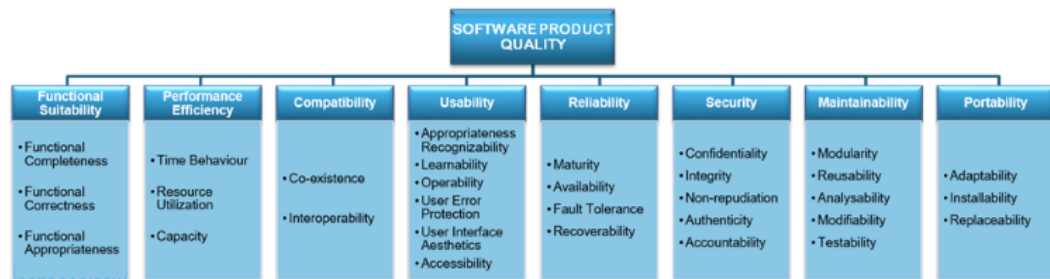 SOFTWARE PRODUCT
QUALITY
Functional
Suitability
• Functional
Completeness
• Functional
Correctness
• Functional
Appropriateness
Performance
Efficiency
• Time Behaviour
• Resource
Utilization
• Capacity
Compatibility
• Co-existence
• Interoperability
Usability
• Appropriateness
Recognizability
• Learnability
• Operability
• User Error
Protection
• User Interface
Aesthetics
• Accessibility
Reliability
• Maturity
• Availability
• Fault Tolerance
• Recoverability
Security
• Confidentiality
• Integrity
• Non-repudiation
• Authenticity
• Accountability
Maintainability
• Modularity
• Reusability
• Analysability
• Modifiability
• Testability
Portability
• Adaptability
• Installability
• Replaceability